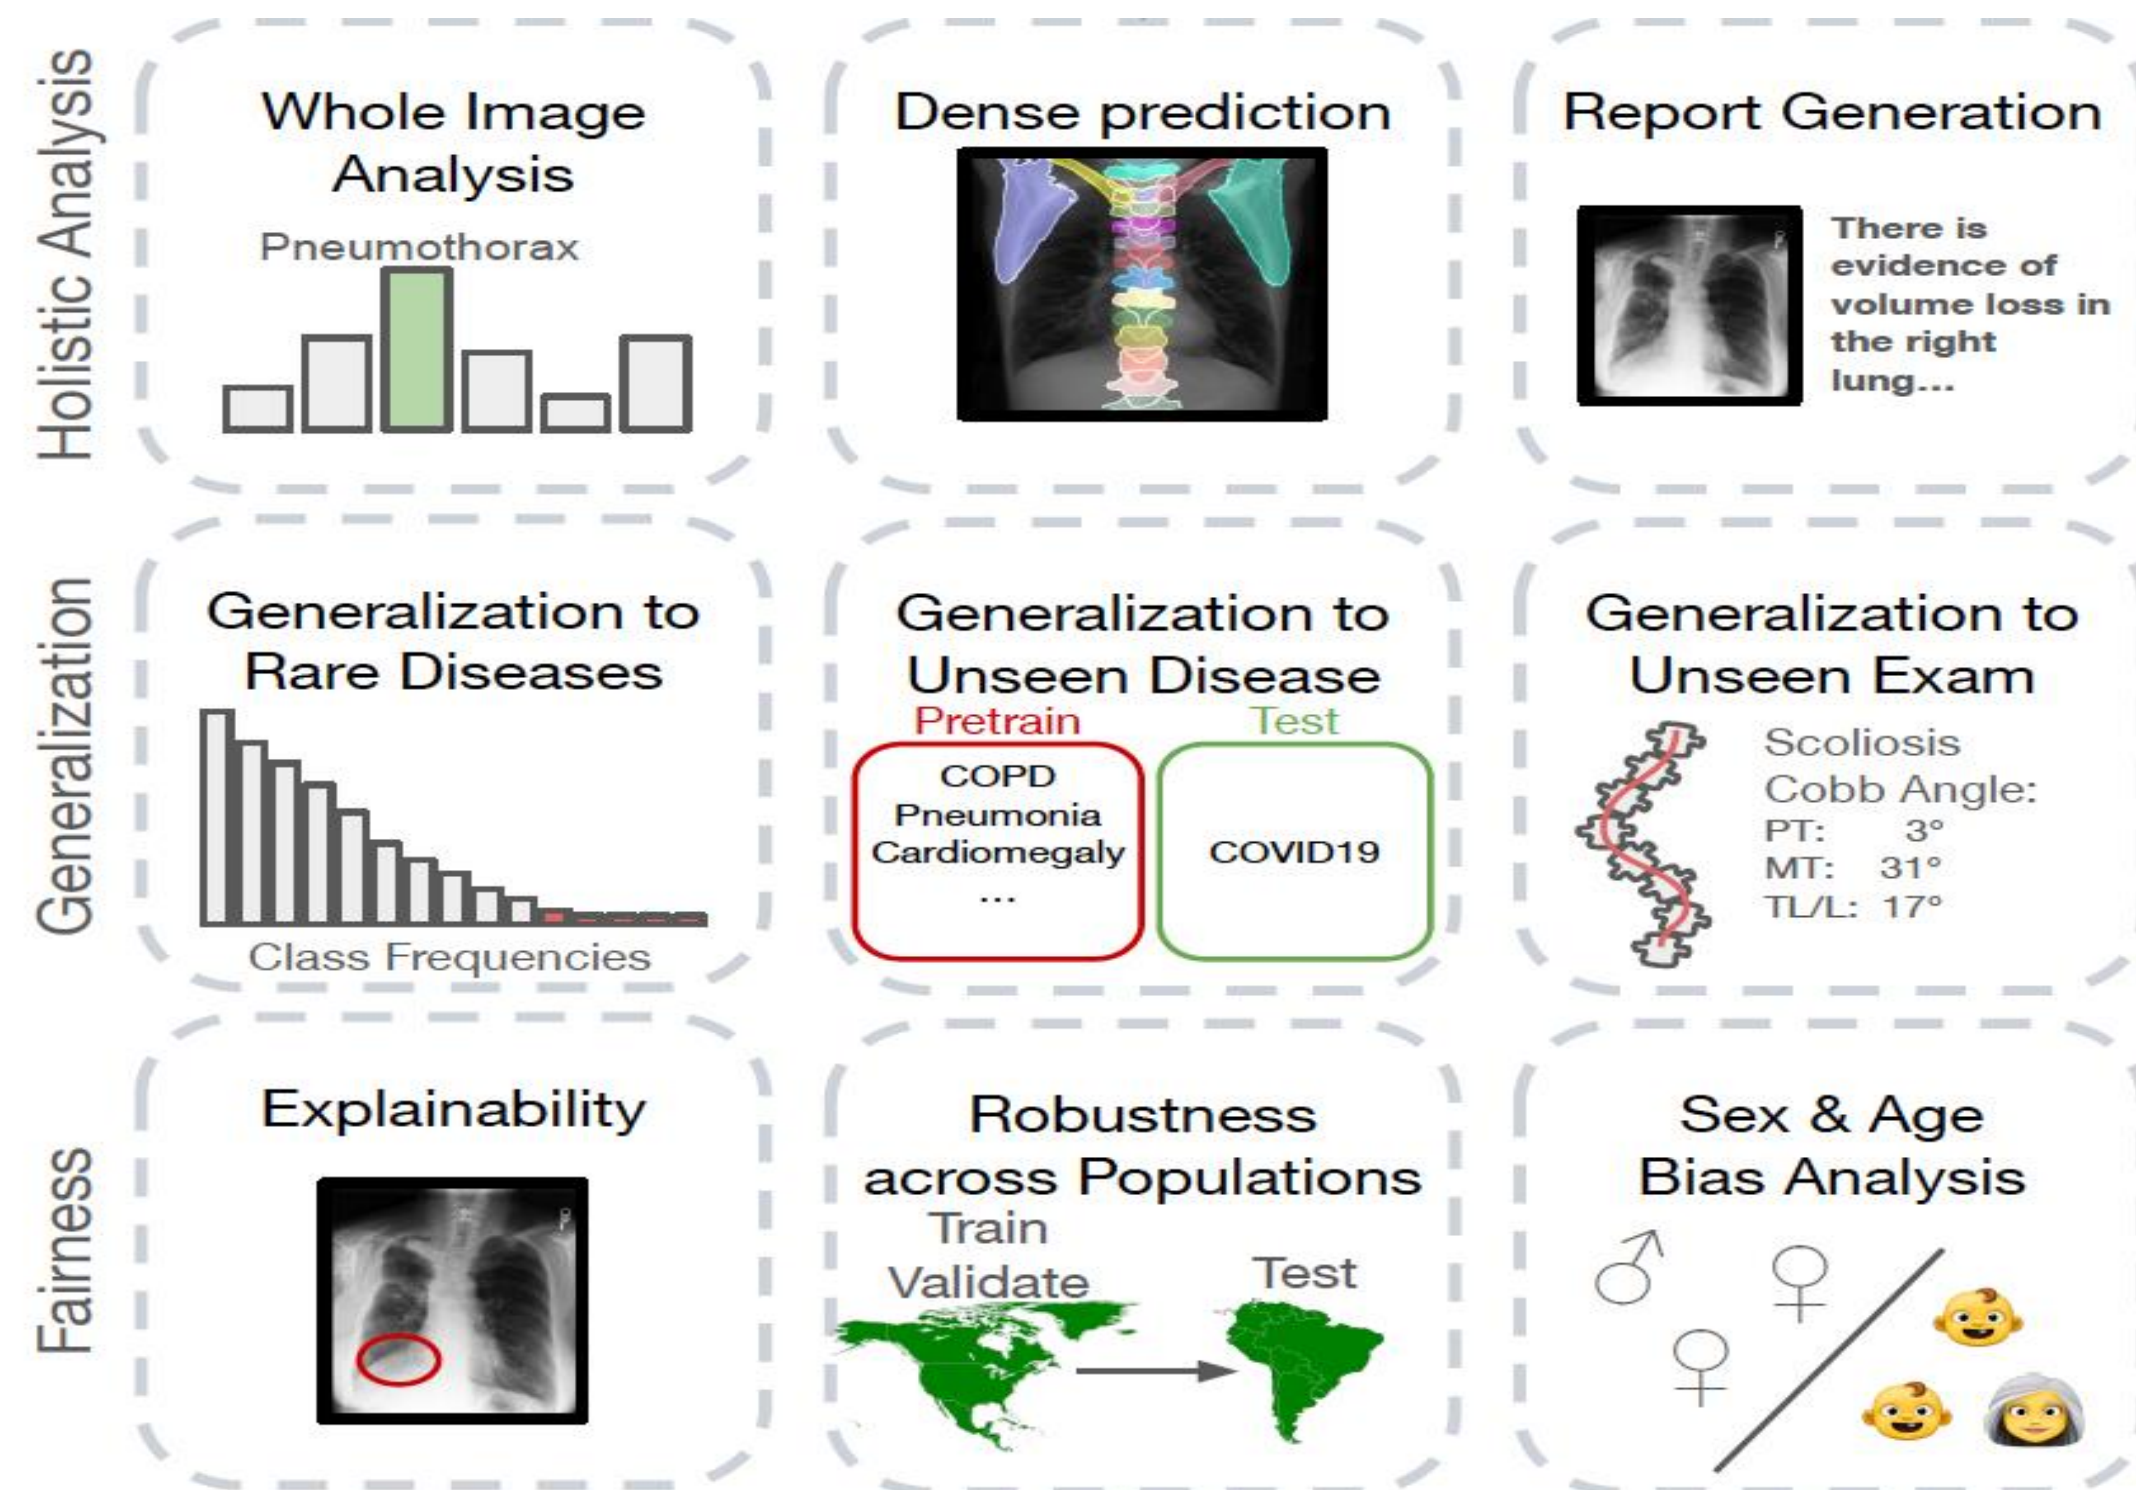 Holistic Analysis
Whole Image
Analysis
Pneumothorax
Dense prediction
Report Generation
There is
evidence of
volume loss in
the right
lung...
Generalization
Generalization to
Rare Diseases
Class Frequencies
Generalization to
Unseen Disease
Pretrain
Test
COPD
Pneumonia
Cardiomegaly
...
COVID19
Generalization to
Unseen Exam
Scoliosis
Cobb Angle:
PT: 3°
MT: 31°
TL/L: 17°
Fairness
Explainability
Robustness
across Populations
Train
Validate
Test
Sex & Age
Bias Analysis